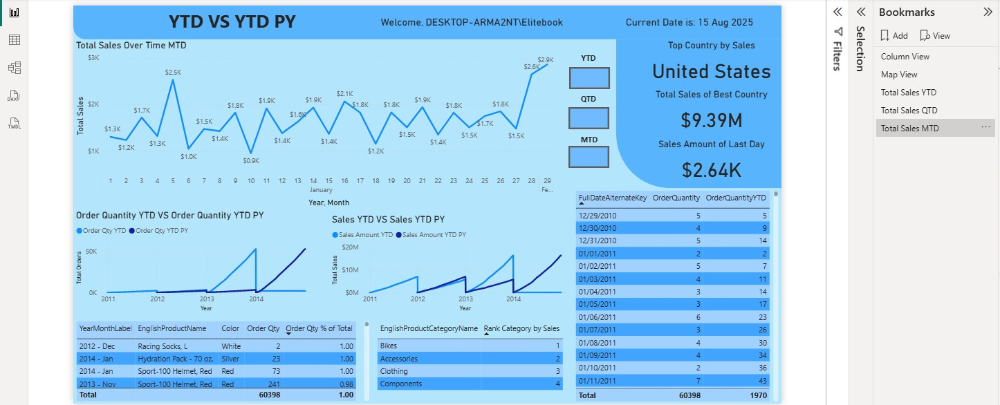 YTD VS YTD PY
Welcome, DESKTOP-ARMA2NT\Elitebook
Current Date is: 15 Aug 2025
Total Sales Over Time MTD
$3K
$2K
$1K
Total Sales
$1.3K
$1.2K
$1.7K
$1.3K
$2.5K
$1.0K
$1.5K
$1.4K
$1.8K
$0.9K
$1.9K
$1.4K
$1.6K
$1.9K
$1.4K
$2.1K
$1.8K
$1.2K
$1.8K
$1.5K
$1.9K
$1.4K
$1.8K
$1.5K
$1.7K
$1.8K
$1.5K
$2.6K
$2.9K
1 2 3 4 5 6 7 8 9 10 11 12 13 14 15 16 17 18 19 20 21 22 23 24 25 26 27 28 29
January Fe...
Year, Month
YTD
QTD
MTD
Top Country by Sales
United States
Total Sales of Best Country
$9.39M
Sales Amount of Last Day
$2.64K
Order Quantity YTD VS Order Quantity YTD PY
Order Qty YTD Order Qty YTD PY
Total Orders
50K
0K
2011 2012 2013 2014
Year
Sales YTD VS Sales YTD PY
Sales Amount YTD Sales Amount YTD PY
Total Sales
$20M
$10M
$0M
2011 2012 2013 2014
Year
FullDateAlternateKey OrderQuantity OrderQuantityYTD
12/29/2010 5 5
12/30/2010 4 9
12/31/2010 5 14
01/01/2011 2 2
01/02/2011 5 7
01/03/2011 4 11
01/04/2011 3 14
01/05/2011 3 17
01/06/2011 6 23
01/07/2011 3 26
01/08/2011 4 30
01/09/2011 4 34
01/10/2011 2 36
01/11/2011 7 43
Total 60398 1970
YearMonthLabel EnglishProductName Color Order Qty Order Qty % of Total
2012 - Dec Racing Socks, L White 2 1.00
2014 - Jan Hydration Pack - 70 oz. Silver 23 1.00
2014 - Jan Sport-100 Helmet, Red Red 73 1.00
2013 - Nov Sport-100 Helmet, Red Red 241 0.98
Total 60398 1.00
EnglishProductCategoryName Rank Category by Sales
Bikes 1
Accessories 2
Clothing 3
Components 4
Filters
Selection
Bookmarks
Add View
Column View
Map View
Total Sales YTD
Total Sales QTD
Total Sales MTD ...
DAX
TMDL